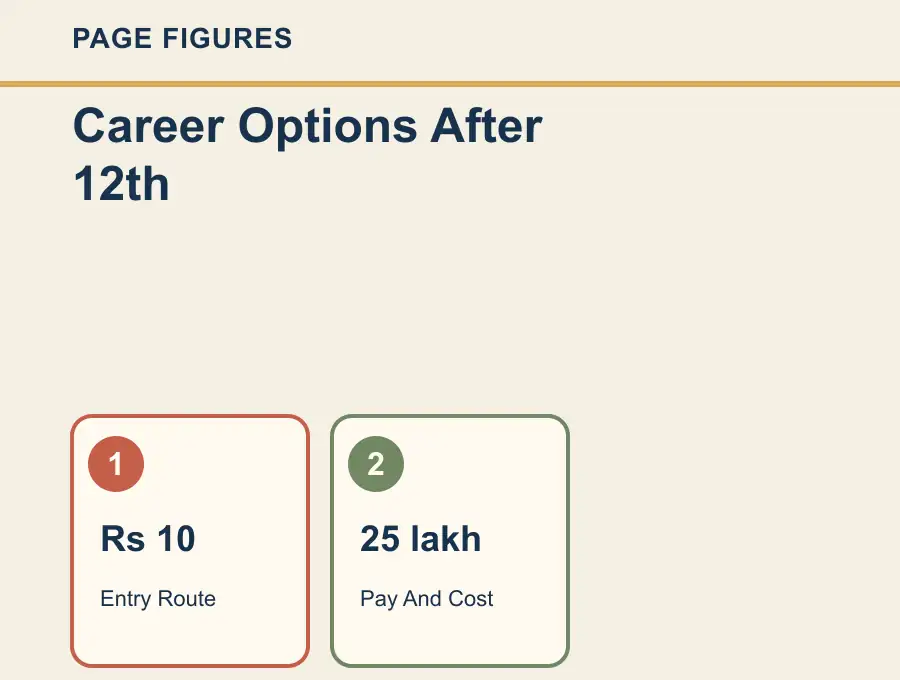 PAGE FIGURES
Career Options After
12th
1
Rs 10
Entry Route
2
25 lakh
Pay And Cost